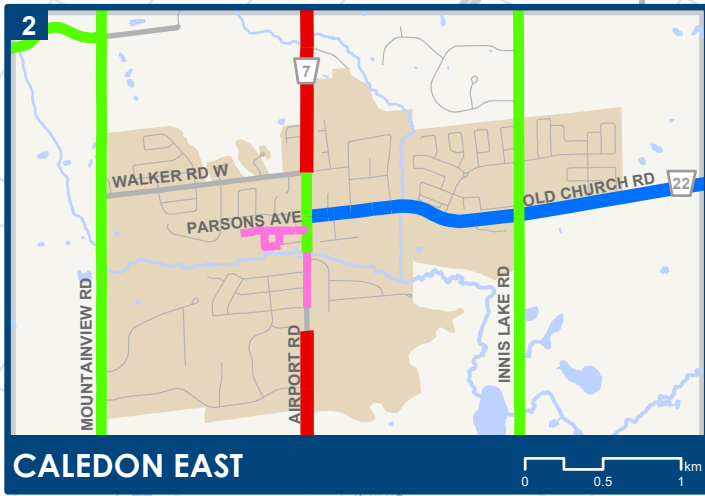 2
7
WALKER RD W
22
OLD CHURCH RD
PARSONS AVE
MOUNTAINVIEW RD
AIRPORT RD
INNIS LAKE RD
CALEDON EAST
km
0 0.5 1